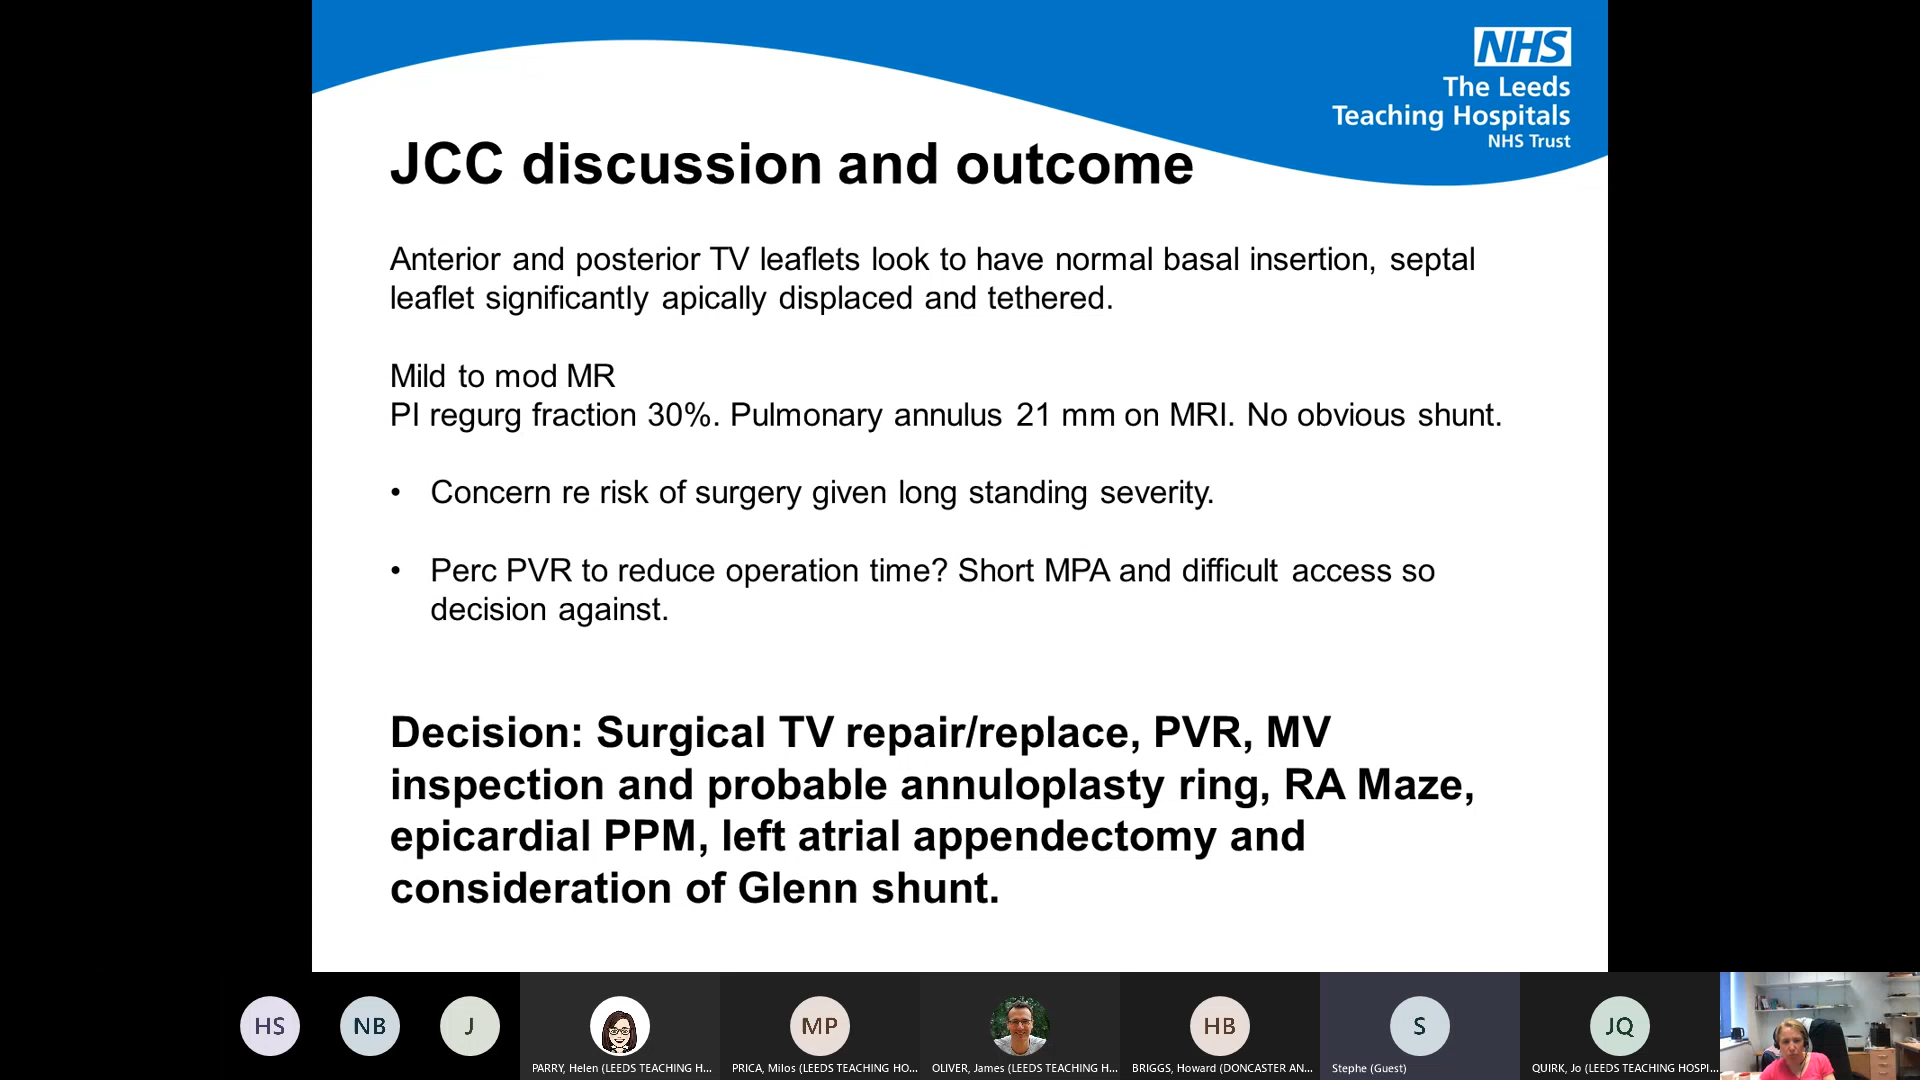 NHS
The Leeds
Teaching Hospitals
NHS Trust
JCC discussion and outcome
Anterior and posterior TV leaflets look to have normal basal insertion, septal
leaflet significantly apically displaced and tethered.
Mild to mod MR
PI regurg fraction 30%. Pulmonary annulus 21 mm on MRI. No obvious shunt.
• Concern re risk of surgery given long standing severity.
• Perc PVR to reduce operation time? Short MPA and difficult access so
decision against.
Decision: Surgical TV repair/replace, PVR, MV
inspection and probable annuloplasty ring, RA Maze,
epicardial PPM, left atrial appendectomy and
consideration of Glenn shunt.
HS
NB
J
MP
HB
S
JQ
PARRY, Helen (LEEDS TEACHING H...
PRICA, Milos (LEEDS TEACHING HO...
OLIVER, James (LEEDS TEACHING H...
BRIGGS, Howard (DONCASTER AN...
Stephe (Guest)
QUIRK, Jo (LEEDS TEACHING HOSPI...